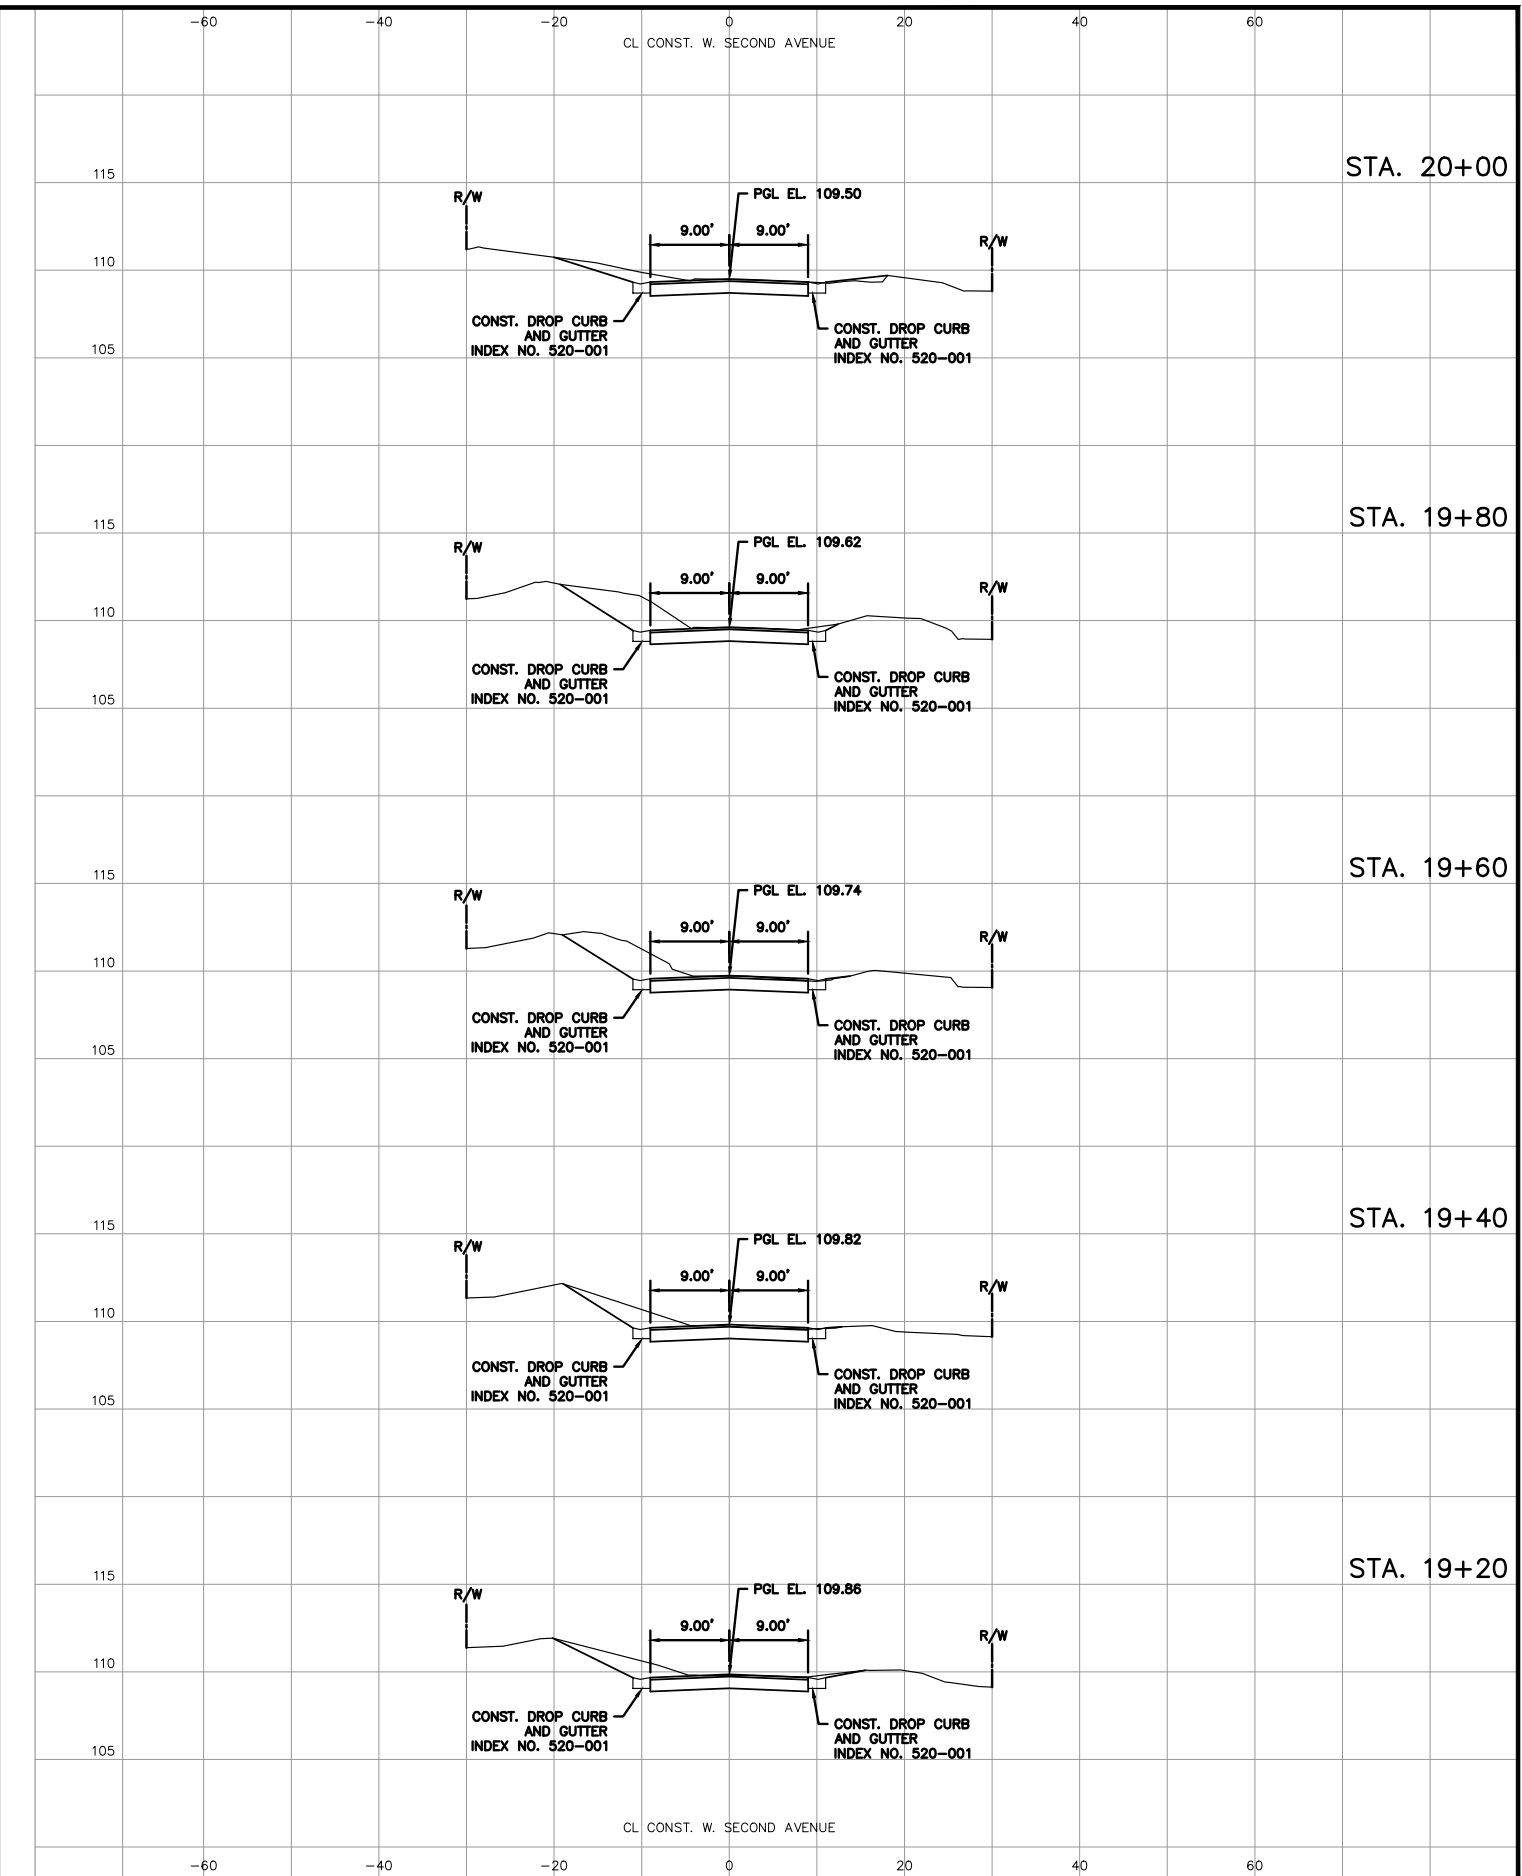 -60 -40 -20 0 20 40 60
CL CONST. W. SECOND AVENUE
STA. 20+00
115
R/W
PGL EL. 109.50
9.00' 9.00'
R/W
110
CONST. DROP CURB
AND GUTTER
INDEX NO. 520-001
CONST. DROP CURB
AND GUTTER
INDEX NO. 520-001
105
STA. 19+80
115
R/W
PGL EL. 109.62
9.00' 9.00'
R/W
110
CONST. DROP CURB
AND GUTTER
INDEX NO. 520-001
CONST. DROP CURB
AND GUTTER
INDEX NO. 520-001
105
STA. 19+60
115
R/W
PGL EL. 109.74
9.00' 9.00'
R/W
110
CONST. DROP CURB
AND GUTTER
INDEX NO. 520-001
CONST. DROP CURB
AND GUTTER
INDEX NO. 520-001
105
STA. 19+40
115
R/W
PGL EL. 109.82
9.00' 9.00'
R/W
110
CONST. DROP CURB
AND GUTTER
INDEX NO. 520-001
CONST. DROP CURB
AND GUTTER
INDEX NO. 520-001
105
STA. 19+20
115
R/W
PGL EL. 109.86
9.00' 9.00'
R/W
110
CONST. DROP CURB
AND GUTTER
INDEX NO. 520-001
CONST. DROP CURB
AND GUTTER
INDEX NO. 520-001
105
CL CONST. W. SECOND AVENUE
-60 -40 -20 0 20 40 60